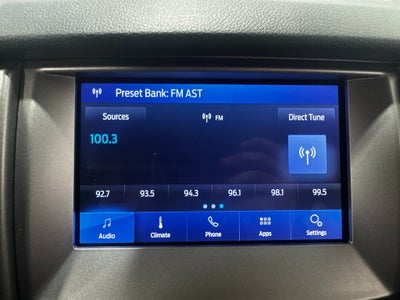 Preset Bank: FM AST
Sources FM Direct Tune
100.3
92.7 93.5 94.3 96.1 98.1 99.5
Audio Climate Phone Apps Settings